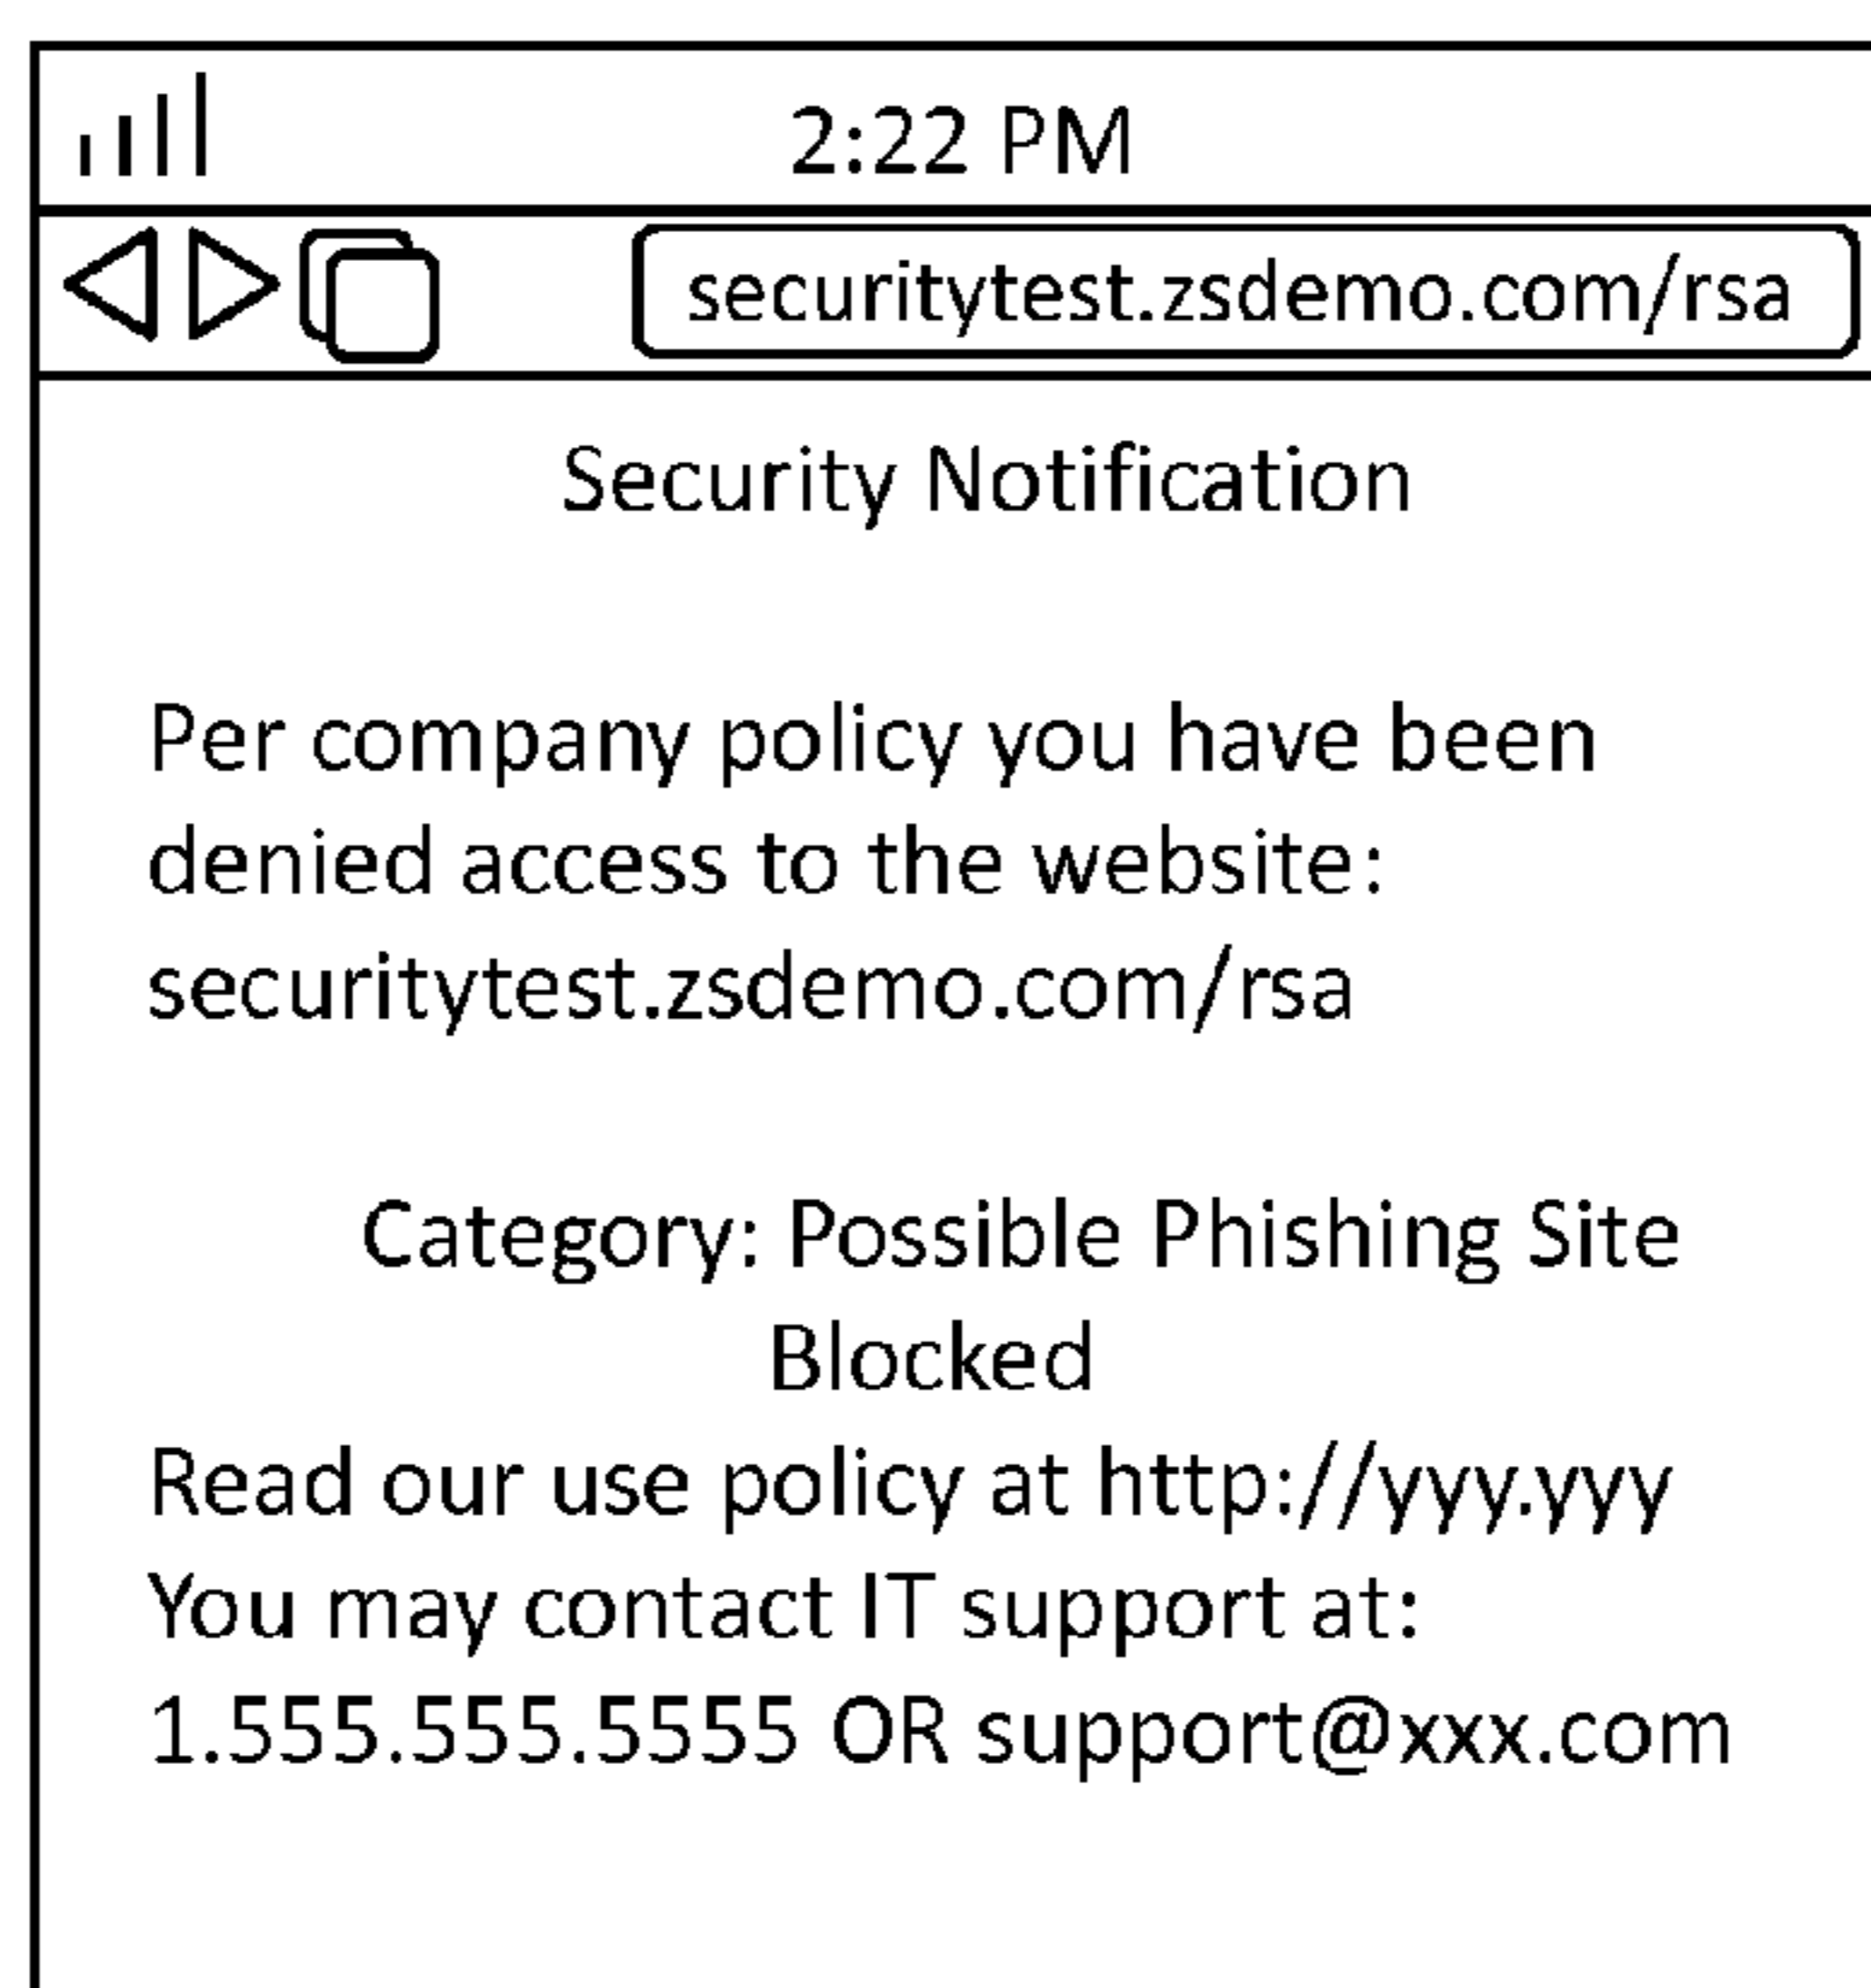 2:22 PM
securitytest.zsdemo.com/rsa
Security Notification
Per company policy you have been
denied access to the website:
securitytest.zsdemo.com/rsa
Category: Possible Phishing Site
Blocked
Read our use policy at http://yyy.yyy
You may contact IT support at:
1.555.555.5555 OR support@xxx.com